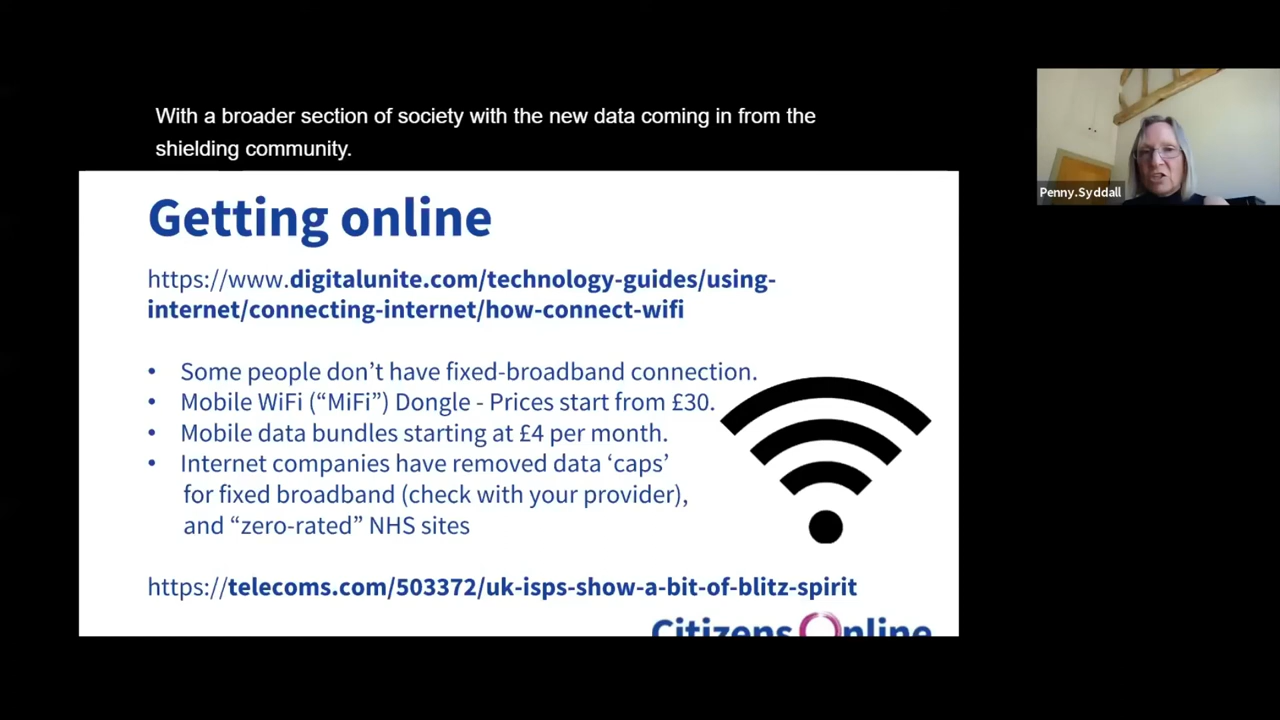 With a broader section of society with the new data coming in from the
shielding community.
Penny.Syddall
Getting online
https://www.digitalunite.com/technology-guides/using-
internet/connecting-internet/how-connect-wifi
• Some people don’t have fixed-broadband connection.
• Mobile WiFi (“MiFi”) Dongle - Prices start from £30.
• Mobile data bundles starting at £4 per month.
• Internet companies have removed data ‘caps’
for fixed broadband (check with your provider),
and “zero-rated” NHS sites
https://telecoms.com/503372/uk-isps-show-a-bit-of-blitz-spirit
Citizens Online